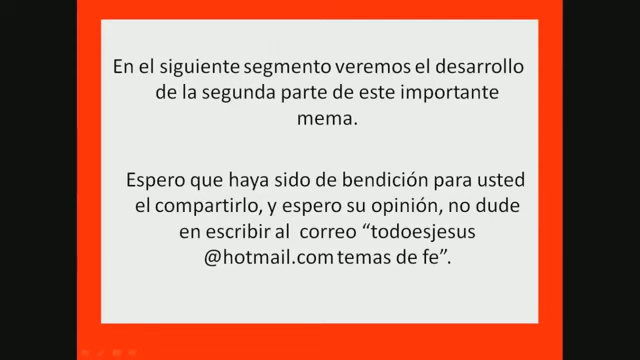 En el siguiente segmento veremos el desarrollo
de la segunda parte de este importante
mema.
Espero que haya sido de bendición para usted
el compartirlo, y espero su opinión, no dude
en escribir al correo “todoesjesus
@hotmail.com temas de fe”.